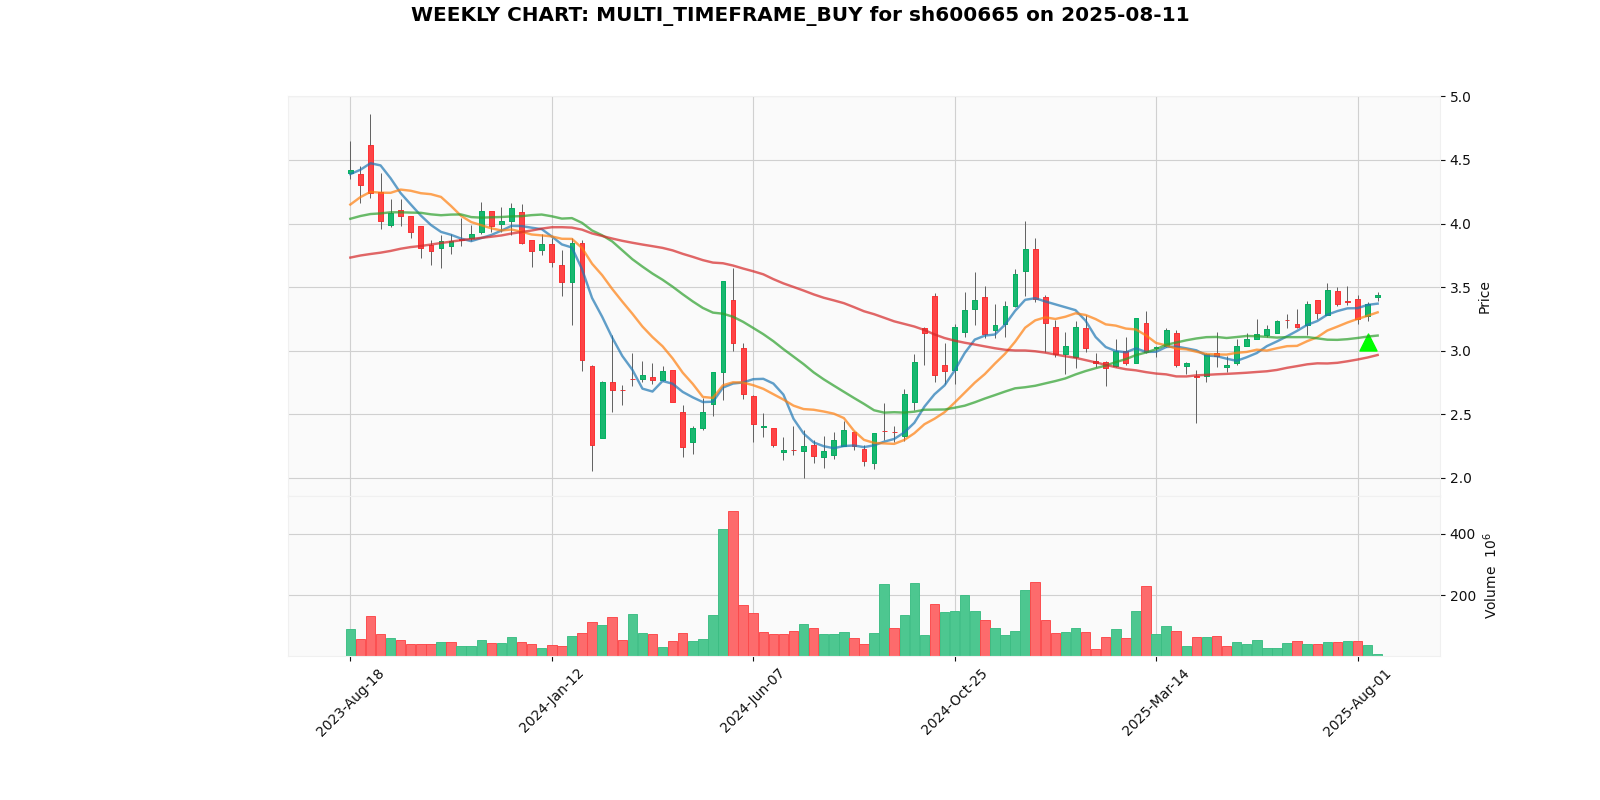 WEEKLY CHART: MULTI_TIMEFRAME_BUY for sh600665 on 2025-08-11
5.0
4.5
4.0
3.5
3.0
2.5
2.0
Price
400
200
Volume 10⁶
2023-Aug-18
2024-Jan-12
2024-Jun-07
2024-Oct-25
2025-Mar-14
2025-Aug-01